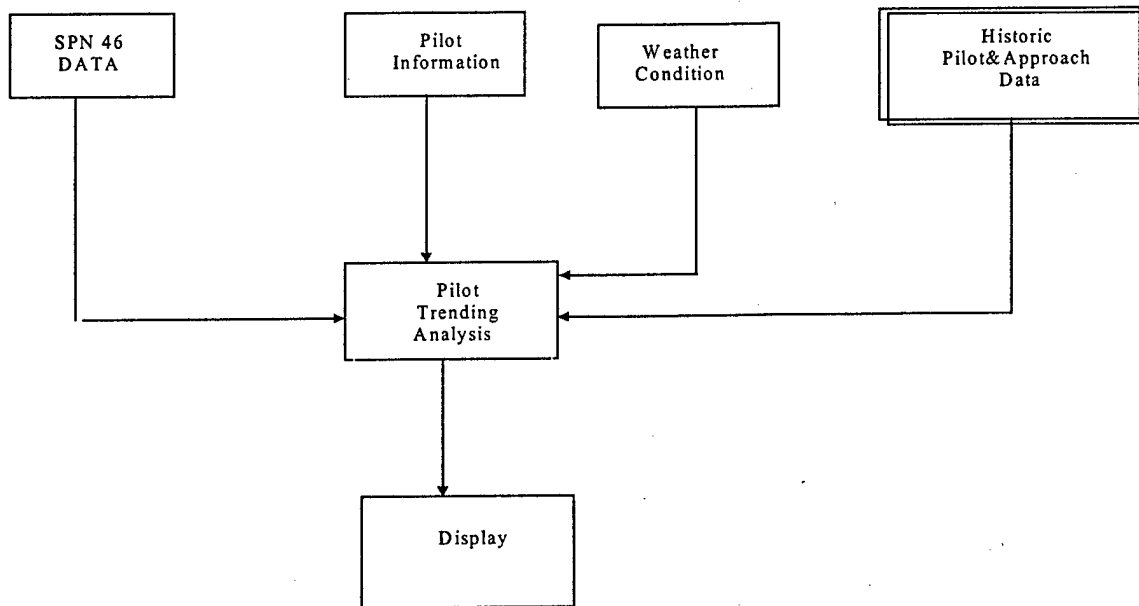 SPN 46
DATA
Pilot
Information
Weather
Condition
Historic
Pilot&Approach
Data
Pilot
Trending
Analysis
Display